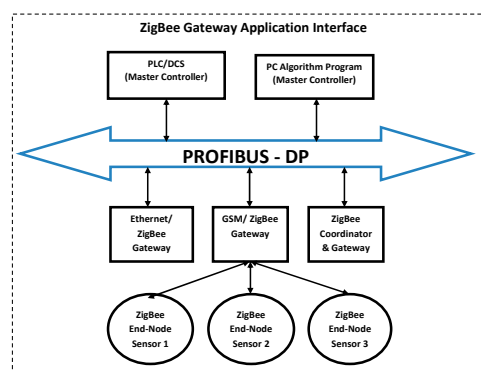 ZigBee Gateway Application Interface
PLC/DCS
(Master Controller)
PC Algorithm Program
(Master Controller)
PROFIBUS - DP
Ethernet/
ZigBee
Gateway
GSM/ ZigBee
Gateway
ZigBee
Coordinator
& Gateway
ZigBee
End-Node
Sensor 1
ZigBee
End-Node
Sensor 2
ZigBee
End-Node
Sensor 3